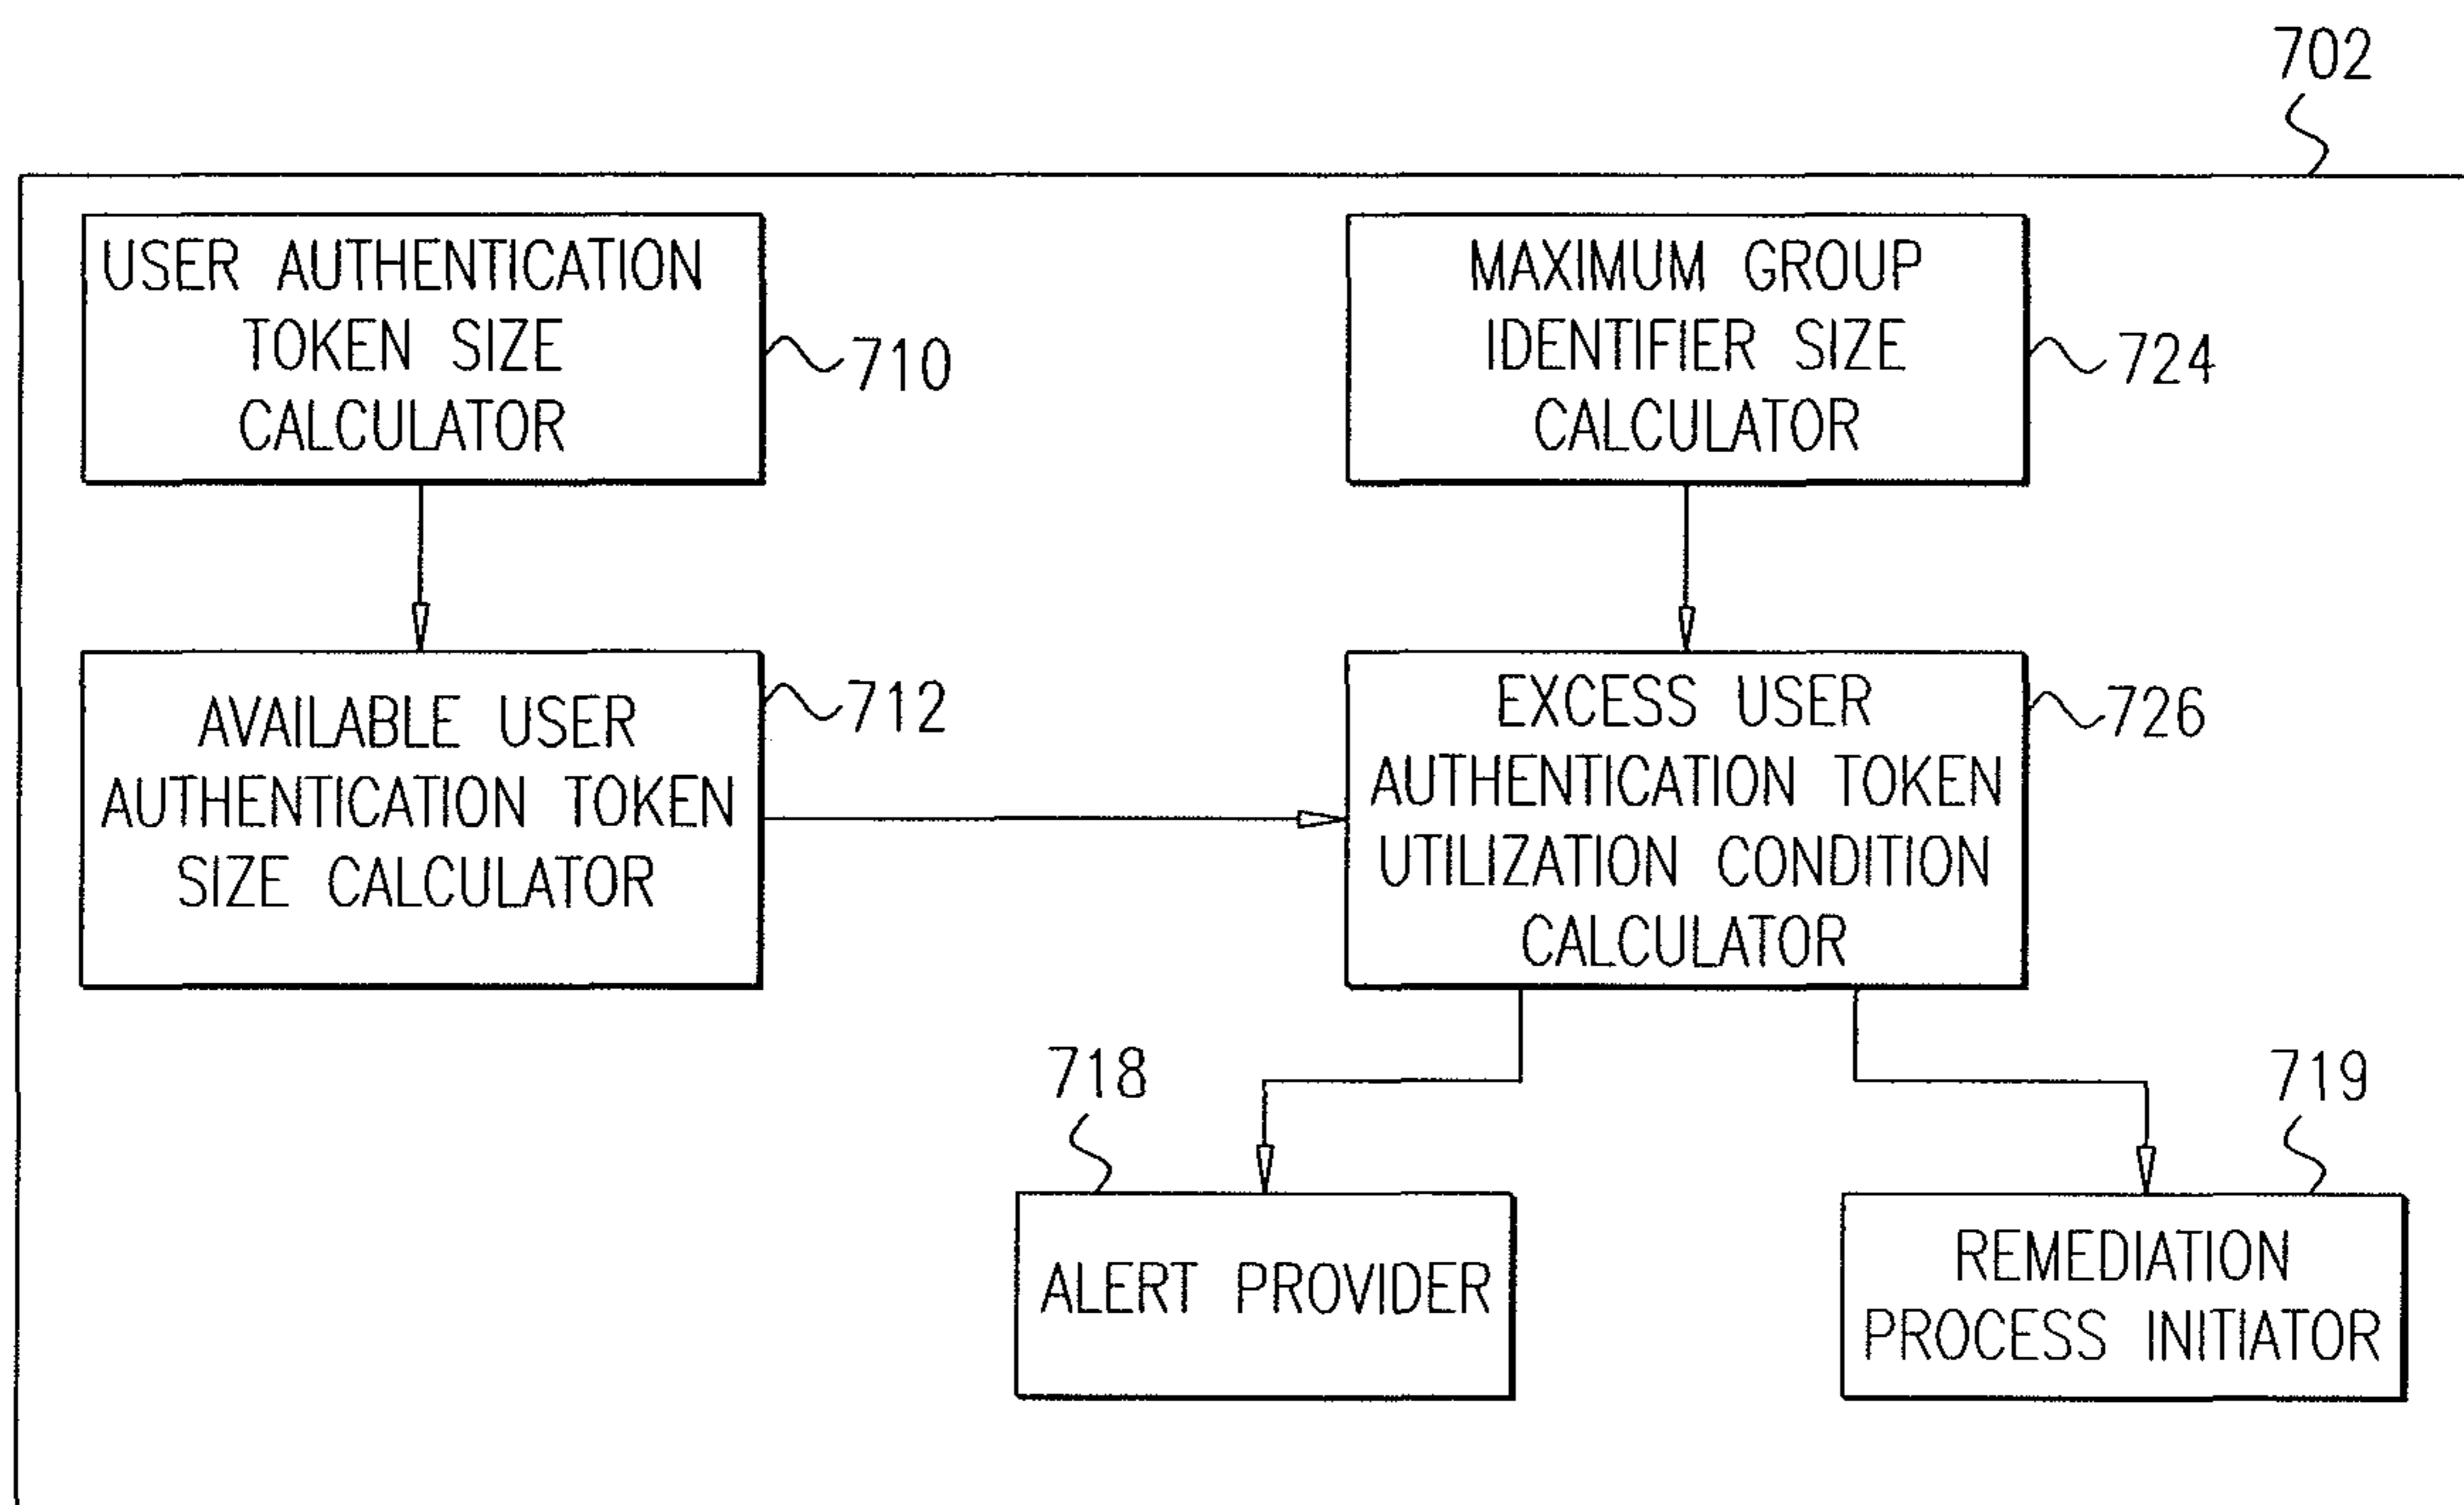 702
USER AUTHENTICATION
TOKEN SIZE
CALCULATOR
710
MAXIMUM GROUP
IDENTIFIER SIZE
CALCULATOR
724
AVAILABLE USER
AUTHENTICATION TOKEN
SIZE CALCULATOR
712
EXCESS USER
AUTHENTICATION TOKEN
UTILIZATION CONDITION
CALCULATOR
726
718
ALERT PROVIDER
719
REMEDIATION
PROCESS INITIATOR